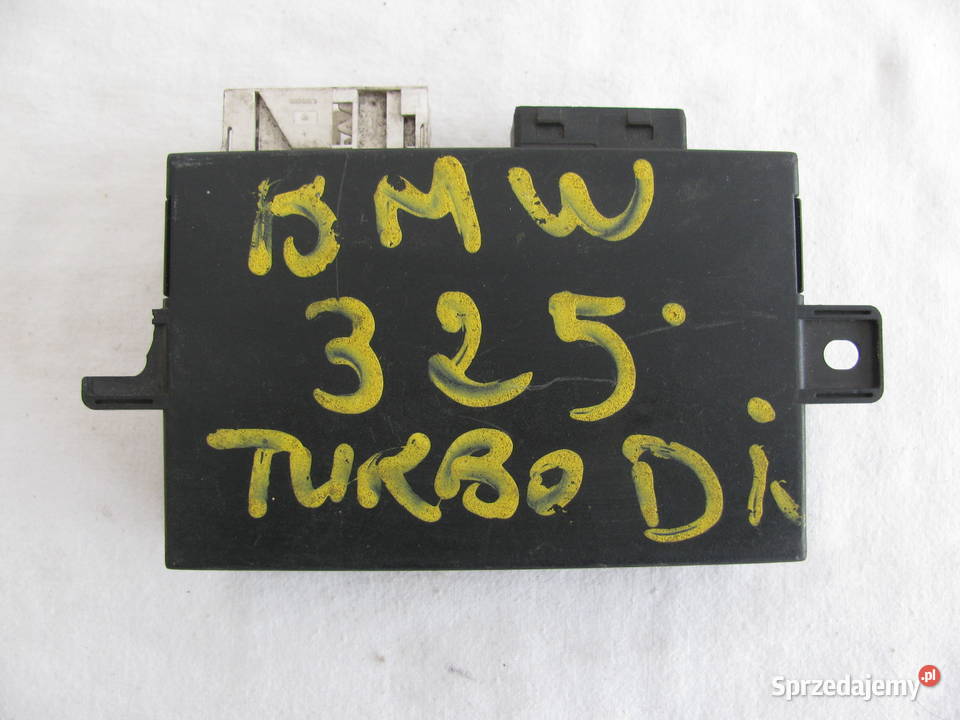 BMW
325
TURBO Di
Sprzedajemy.pl